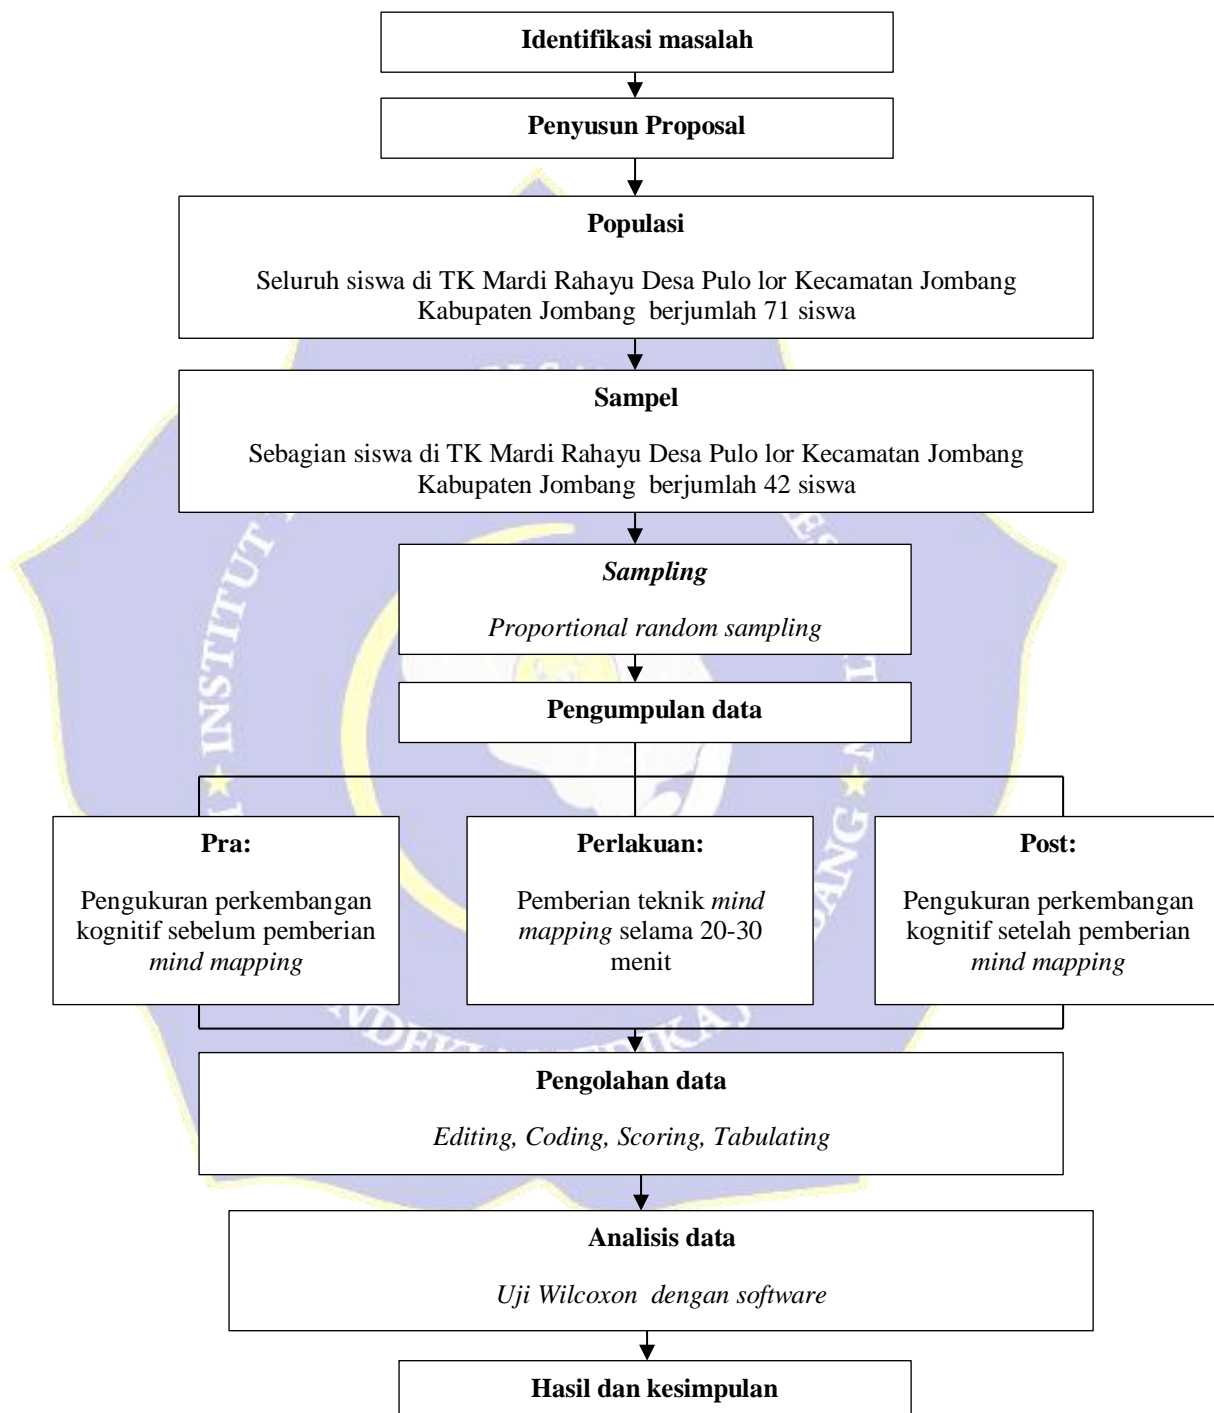 Identifikasi masalah
Penyusun Proposal
Populasi
Seluruh siswa di TK Mardi Rahayu Desa Pulo lor Kecamatan Jombang
Kabupaten Jombang  berjumlah 71 siswa
Sampel
Sebagian siswa di TK Mardi Rahayu Desa Pulo lor Kecamatan Jombang
Kabupaten Jombang  berjumlah 42 siswa
Sampling
Proportional random sampling
Pengumpulan data
Pra:
Pengukuran perkembangan
kognitif sebelum pemberian
mind mapping
Perlakuan:
Pemberian teknik mind
mapping selama 20-30
menit
Post:
Pengukuran perkembangan
kognitif setelah pemberian
mind mapping
Pengolahan data
Editing, Coding, Scoring, Tabulating
Analisis data
Uji Wilcoxon  dengan software
Hasil dan kesimpulan
INSTITUT